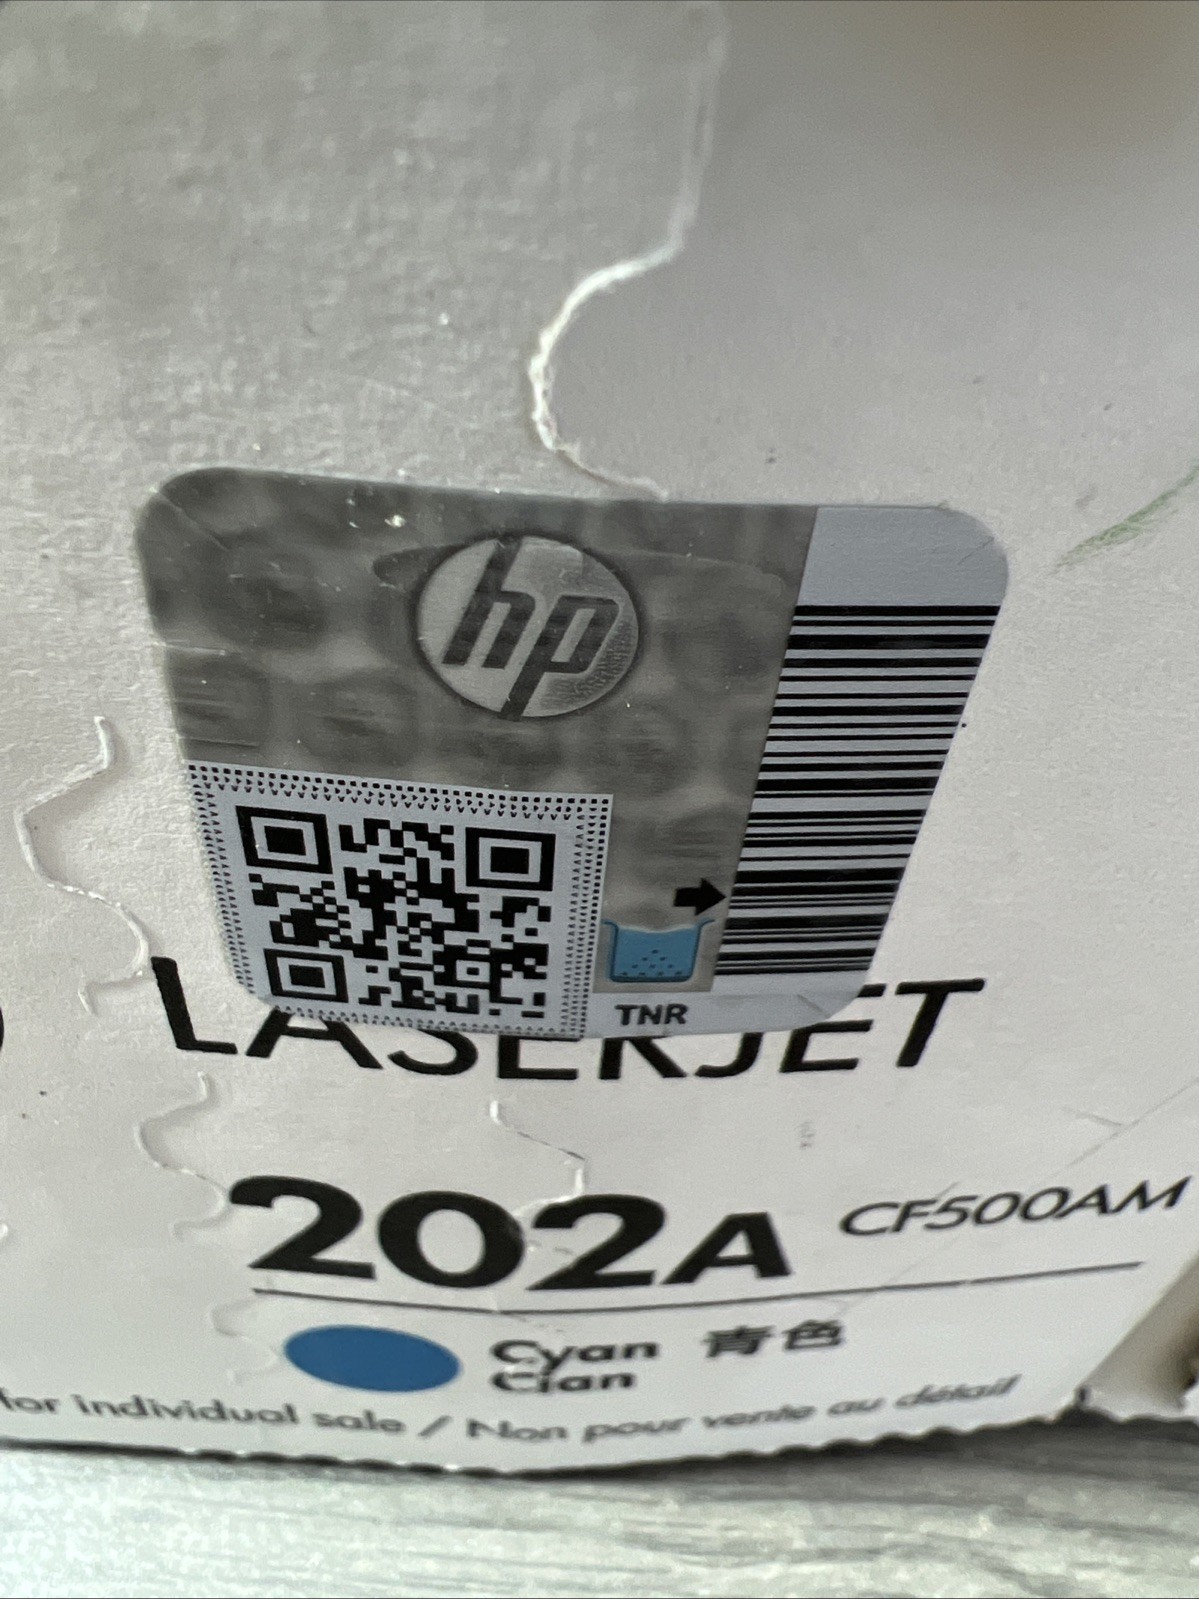 hp
TNR
LASERJET
202A CF500AM
Cyan 青色
Cian
for individual sale / Non pour vente au détail